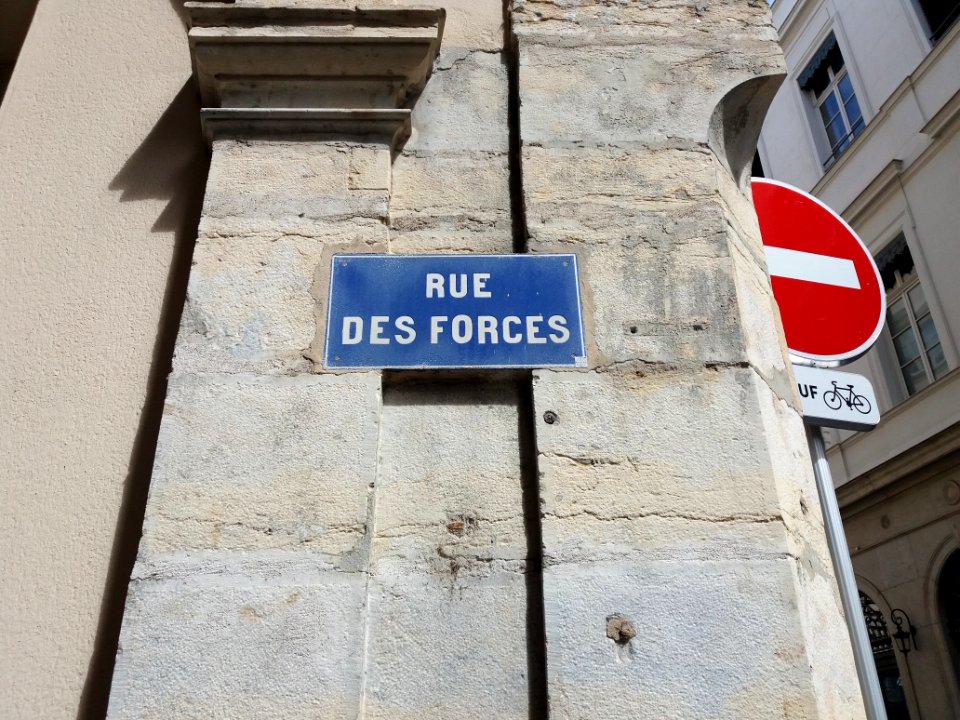 RUE
DES FORCES
UF